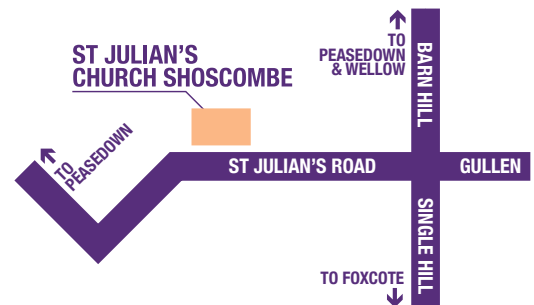 ST JULIAN'S
CHURCH SHOSCOMBE
TO
PEASEDOWN
& WELLOW
BARN HILL
TO
PEASEDOWN
ST JULIAN'S ROAD
GULLEN
SINGLE HILL
TO FOXCOTE